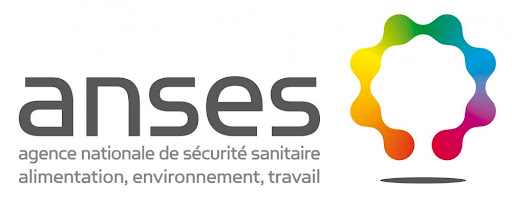 anses
agence nationale de sécurité sanitaire
alimentation, environnement, travail